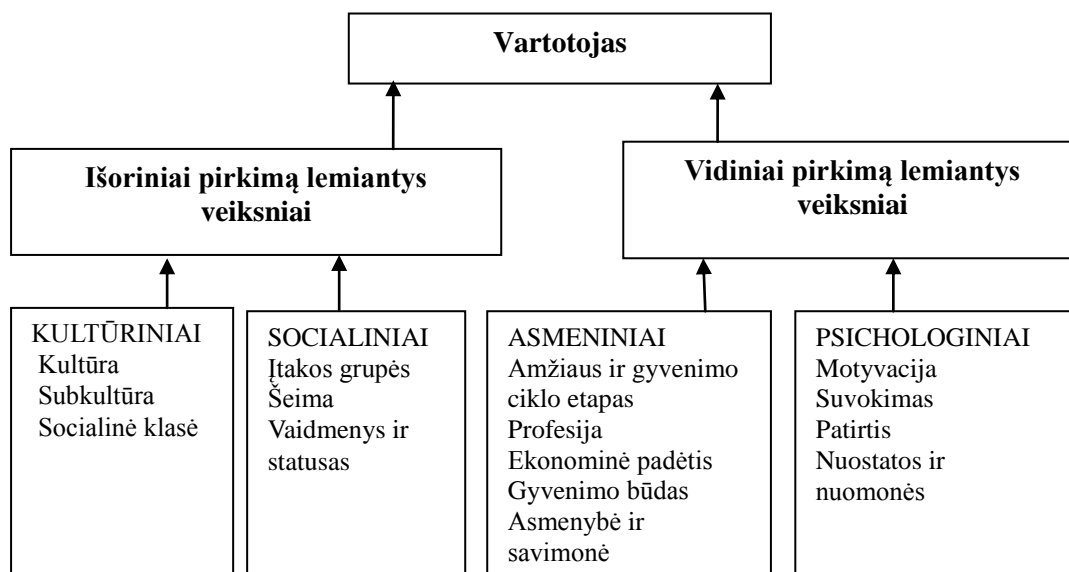 Vartotojas
Išoriniai pirkimą lemiantys
veiksniai
Vidiniai pirkimą lemiantys
veiksniai
KULTŪRINIAI
Kultūra
Subkultūra
Socialinė klasė
SOCIALINIAI
Įtakos grupės
Šeima
Vaidmenys ir
statusas
ASMENINIAI
Amžiaus ir gyvenimo
ciklo etapas
Profesija
Ekonominė padėtis
Gyvenimo būdas
Asmenybė ir
savimonė
PSICHOLOGINIAI
Motyvacija
Suvokimas
Patirtis
Nuostatos ir
nuomonės